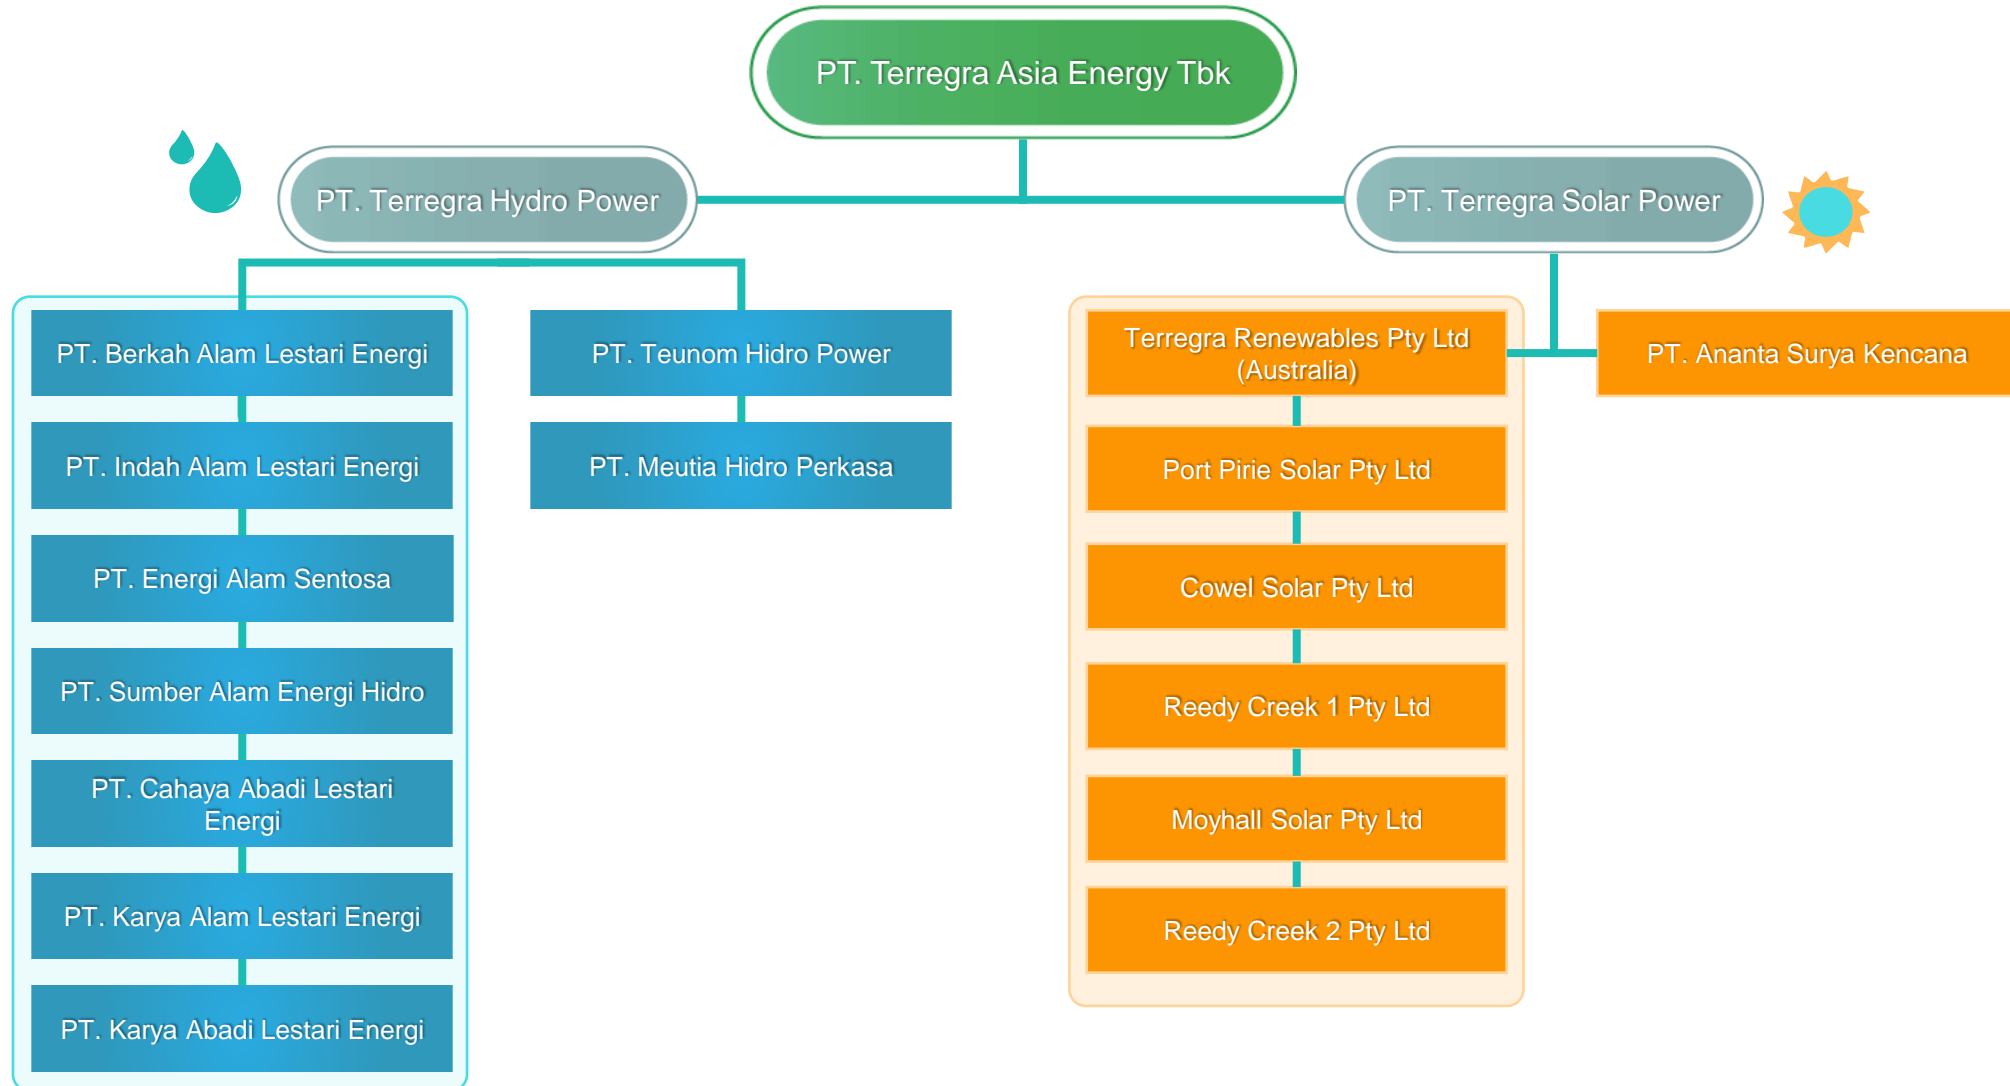 PT. Terregra Asia Energy Tbk
PT. Terregra Hydro Power
PT. Terregra Solar Power
PT. Berkah Alam Lestari Energi
PT. Indah Alam Lestari Energi
PT. Energi Alam Sentosa
PT. Sumber Alam Energi Hidro
PT. Cahaya Abadi Lestari
Energi
PT. Karya Alam Lestari Energi
PT. Karya Abadi Lestari Energi
PT. Teunom Hidro Power
PT. Meutia Hidro Perkasa
Terregra Renewables Pty Ltd
(Australia)
Port Pirie Solar Pty Ltd
Cowel Solar Pty Ltd
Reedy Creek 1 Pty Ltd
Moyhall Solar Pty Ltd
Reedy Creek 2 Pty Ltd
PT. Ananta Surya Kencana